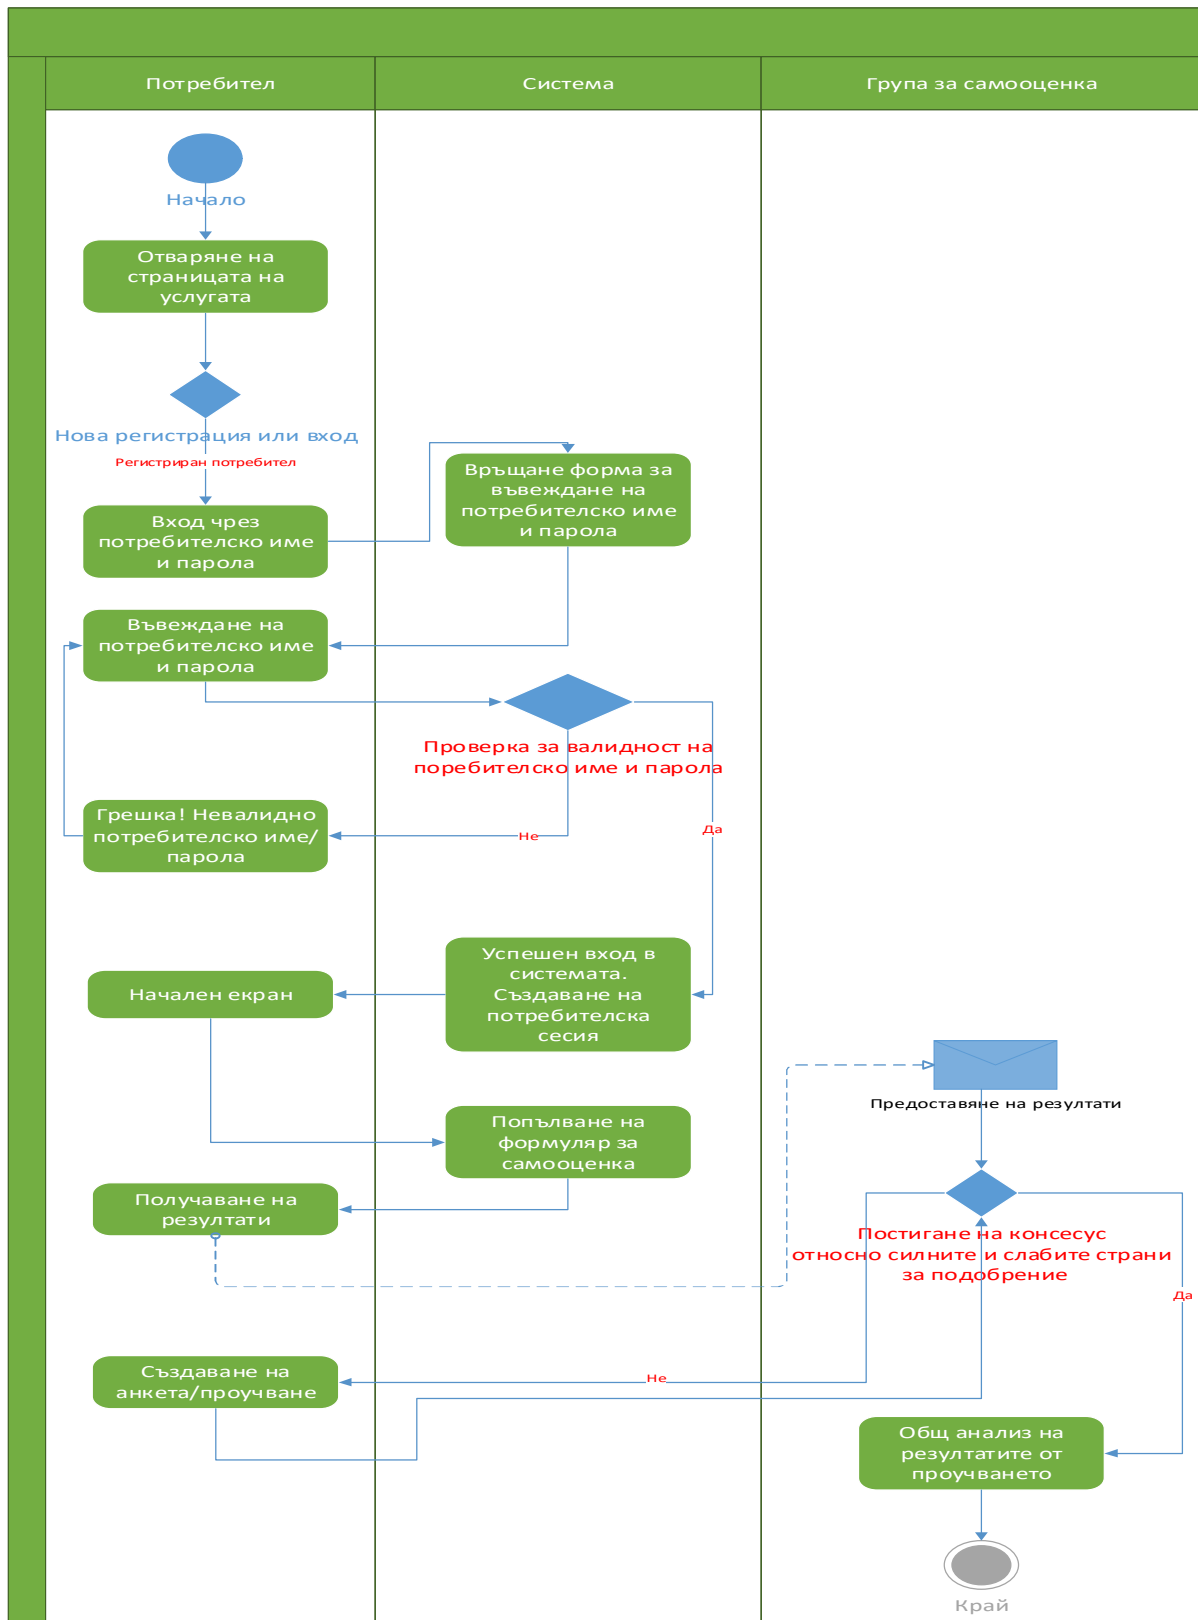 Потребител
Система
Група за самооценка
Начало
Отваряне на
страницата на
услугата
Нова регистрация или вход
Регистриран потребител
Вход чрез
потребителско име
и парола
Връщане форма за
въвеждане на
потребителско име
и парола
Въвеждане на
потребителско име
и парола
Проверка за валидност на
поребителско име и парола
Грешка! Невалидно
потребителско име/
парола
Не
Да
Успешен вход в
системата.
Създаване на
потребителска
сесия
Начален екран
Попълване на
формуляр за
самооценка
Получаване на
резултати
Предоставяне на резултати
Постигане на консесус
относно силните и слабите страни
за подобрение
Да
Не
Създаване на
анкета/проучване
Общ анализ на
резултатите от
проучването
Край